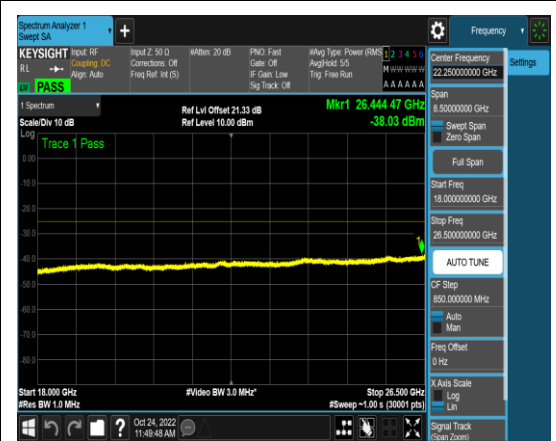 Spectrum Analyzer 1
Swept SA
Frequency
KEYSIGHT
RL
PASS
Input: RF
Coupling: DC
Align: Auto
Input Z: 50 Ω
Corrections: Off
Freq Ref: Int (S)
#Atten: 20 dB
PNO: Fast
Gate: Off
IF Gain: Low
Sig Track: Off
#Avg Type: Power (RMS
Avg|Hold: 5/5
Trig: Free Run
1 2 3 4 5 6
M W W W W W
A A A A A A
1 Spectrum
Scale/Div 10 dB
Ref Lvl Offset 21.33 dB
Ref Level 10.00 dBm
Mkr1 26.444 47 GHz
-38.03 dBm
Log
Trace 1 Pass
0.00
-10.0
-20.0
-30.0
-40.0
-50.0
-60.0
-70.0
-80.0
1
Start 18.000 GHz
#Res BW 1.0 MHz
#Video BW 3.0 MHz*
Stop 26.500 GHz
#Sweep ~1.00 s (30001 pts)
Oct 24, 2022
11:49:48 AM
Center Frequency
22.250000000 GHz
Span
8.50000000 GHz
Swept Span
Zero Span
Full Span
Start Freq
18.000000000 GHz
Stop Freq
26.500000000 GHz
AUTO TUNE
CF Step
850.000000 MHz
Auto
Man
Freq Offset
0 Hz
X Axis Scale
Log
Lin
Signal Track
(Span Zoom)
Settings